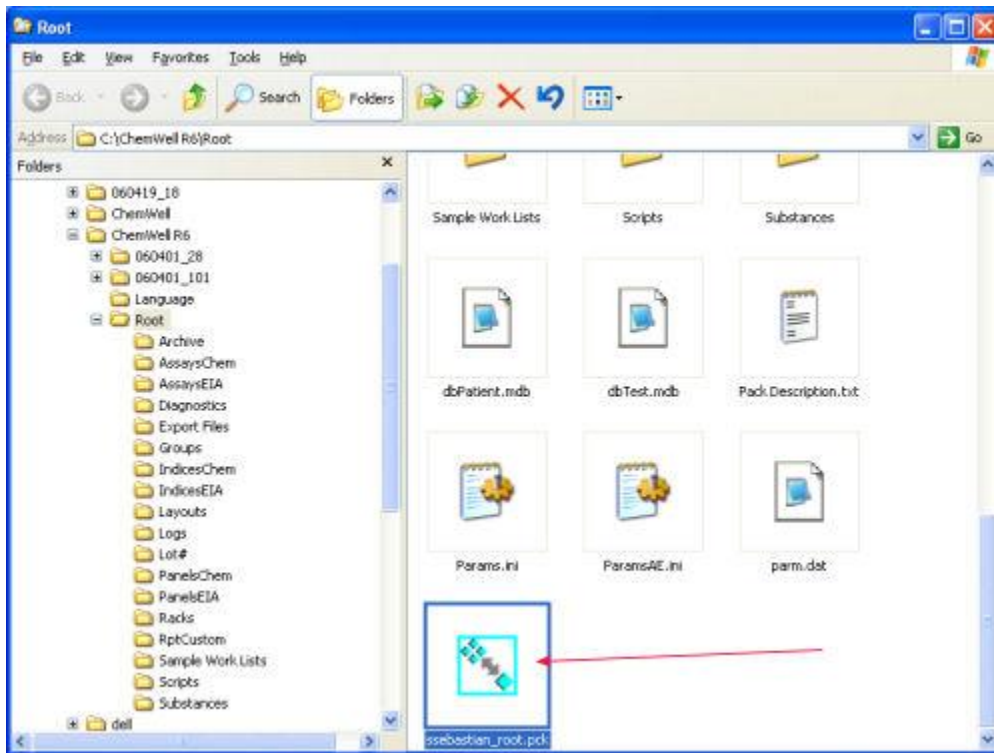 Root
File Edit View Favorites Tools Help
Back Search Folders
Address C:\ChemWell R6\Root Go
Folders
060419_18
ChemWell
ChemWell R6
060401_28
060401_101
Language
Root
Archive
AssaysChem
AssaysEIA
Diagnostics
Export Files
Groups
IndicesChem
IndicesEIA
Layouts
Logs
Lot#
PanelsChem
PanelsEIA
Racks
RptCustom
Sample Work Lists
Scripts
Substances
dell
Sample Work Lists Scripts Substances
dbPatient.mdb dbTest.mdb Pack Description.txt
Params.ini ParamsAE.ini parm.dat
ssebastian_root.pck